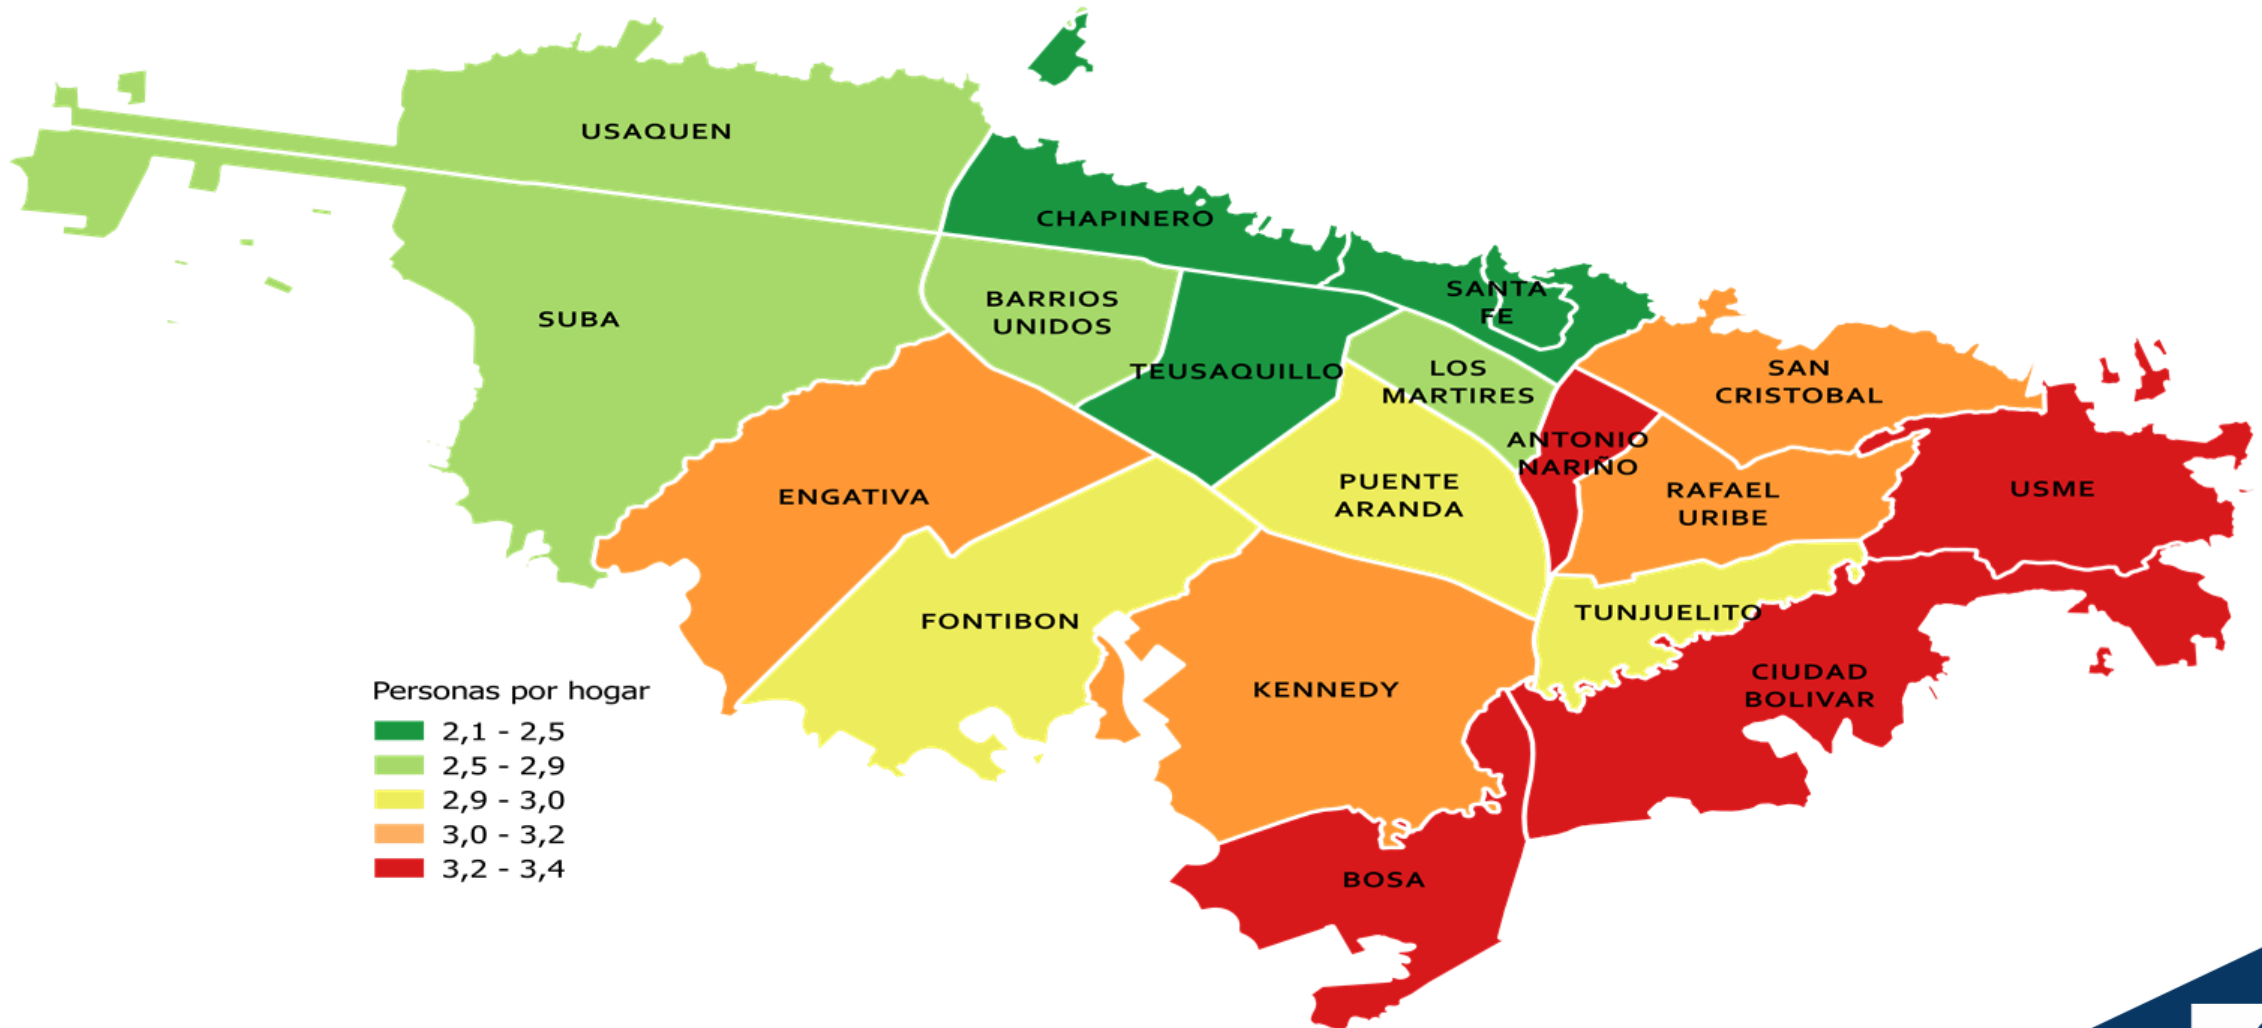 USAQUEN
CHAPINERO
SANTA
FE
BARRIOS
UNIDOS
SUBA
TEUSAQUILLO
LOS
MARTIRES
SAN
CRISTOBAL
ANTONIO
NARIÑO
ENGATIVA
PUENTE
ARANDA
RAFAEL
URIBE
USME
FONTIBON
TUNJUELITO
KENNEDY
CIUDAD
BOLIVAR
BOSA
Personas por hogar
2,1 - 2,5
2,5 - 2,9
2,9 - 3,0
3,0 - 3,2
3,2 - 3,4